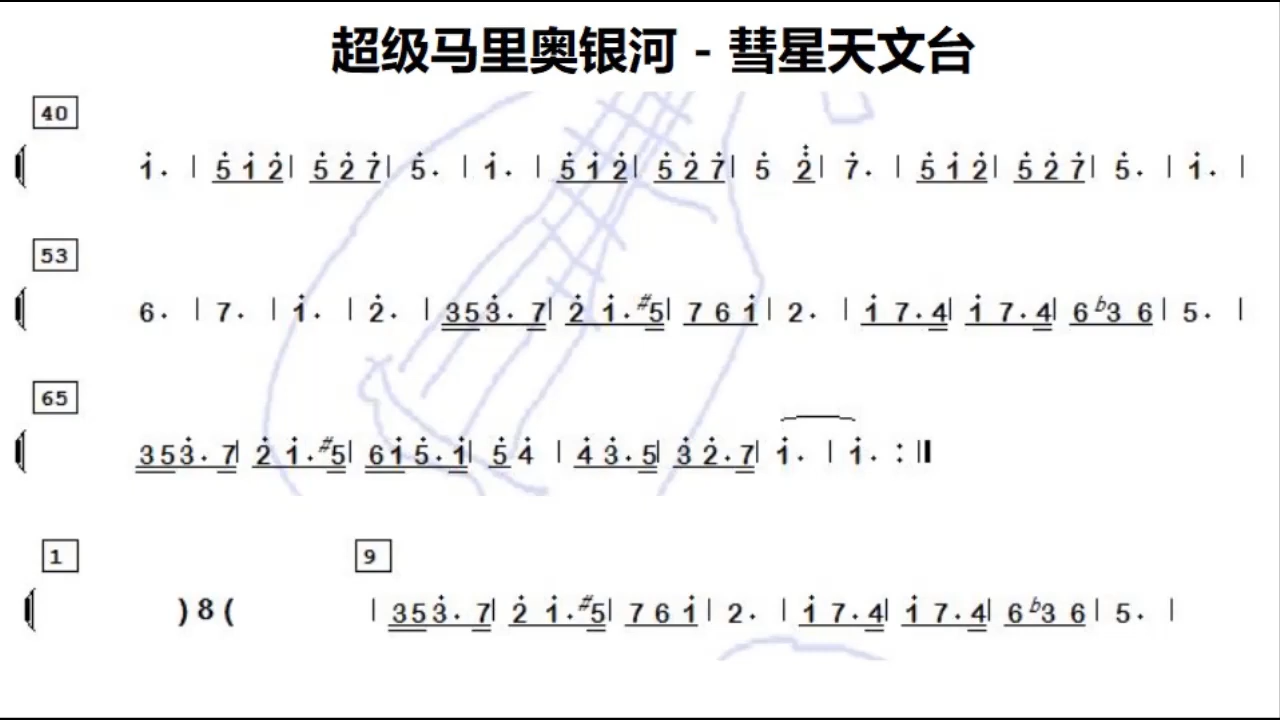 超级马里奥银河 - 彗星天文台
40
i̇. | 5̇ 1̇ 2̇ | 5̇ 2̇ 7̇ | 5̇. | 1̇. | 5̇ 1̇ 2̇ | 5̇ 2̇ 7̇ | 5̇ 2̈ | 7̇. | 5̇ 1̇ 2̇ | 5̇ 2̇ 7̇ | 5̇. | 1̇. |
53
6. | 7. | 1̇. | 2̇. | 3 5 3̇. 7 | 2̇ 1̇. #5 | 7 6 1̇ | 2. | 1̇ 7. 4 | 1̇ 7. 4 | 6 b3 6 | 5. |
65
3 5 3̇. 7 | 2̇ 1̇. #5 | 6 1̇ 5̇. 1̇ | 5̇ 4̇ | 4̇ 3̇. 5 | 3̇ 2̇. 7 | 1̇. | 1̇. :||
1 9
) 8 ( | 3 5 3̇. 7 | 2̇ 1̇. #5 | 7 6 1̇ | 2. | 1̇ 7. 4 | 1̇ 7. 4 | 6 b3 6 | 5. |